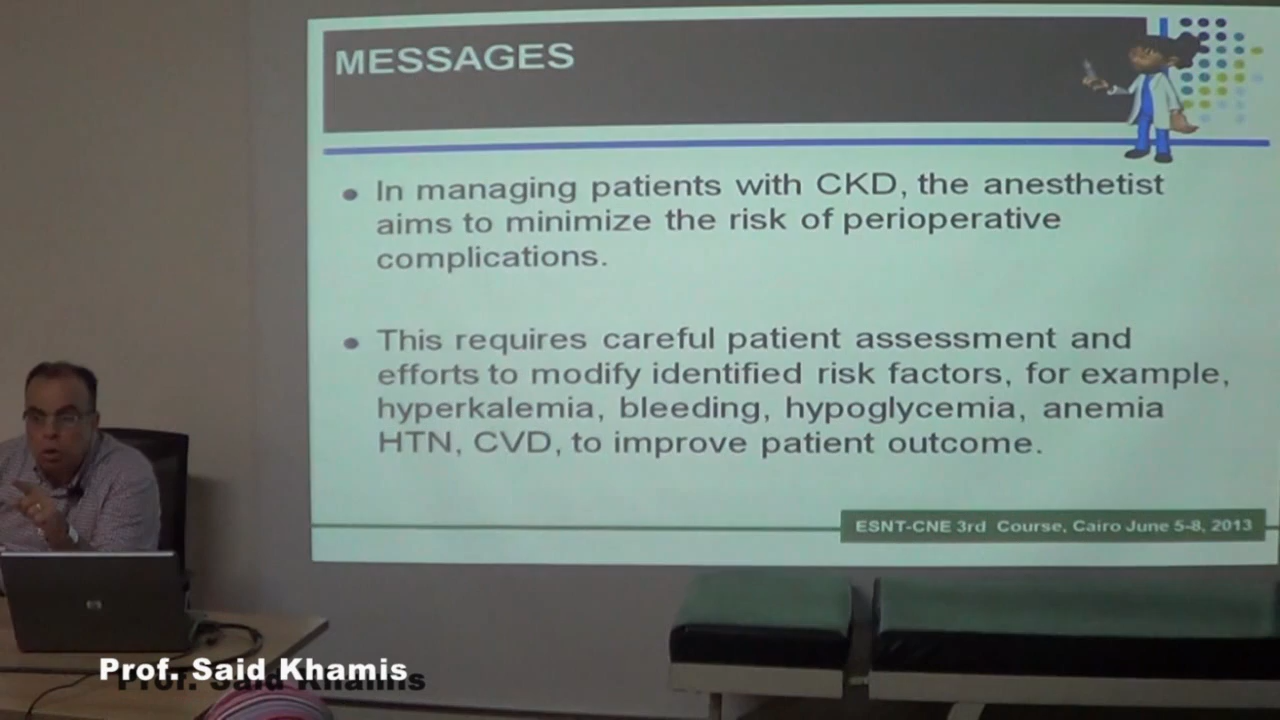 MESSAGES
In managing patients with CKD, the anesthetist
aims to minimize the risk of perioperative
complications.
This requires careful patient assessment and
efforts to modify identified risk factors, for example,
hyperkalemia, bleeding, hypoglycemia, anemia
HTN, CVD, to improve patient outcome.
ESNT-CNE 3rd Course, Cairo June 5-8, 2013
Prof. Said Khamis